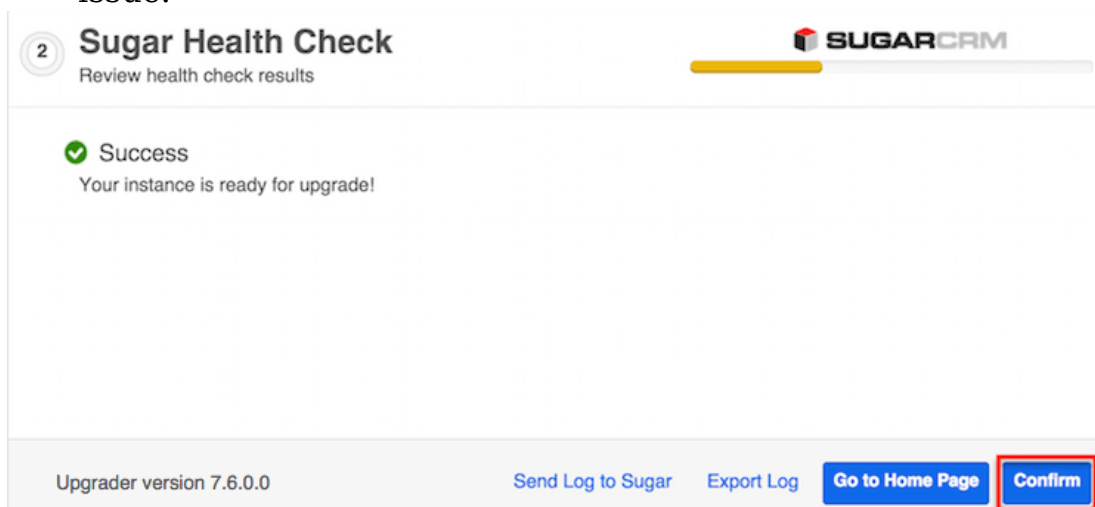 issue.
2 Sugar Health Check SUGARCRM
Review health check results
Success
Your instance is ready for upgrade!
Upgrader version 7.6.0.0 Send Log to Sugar Export Log Go to Home Page Confirm